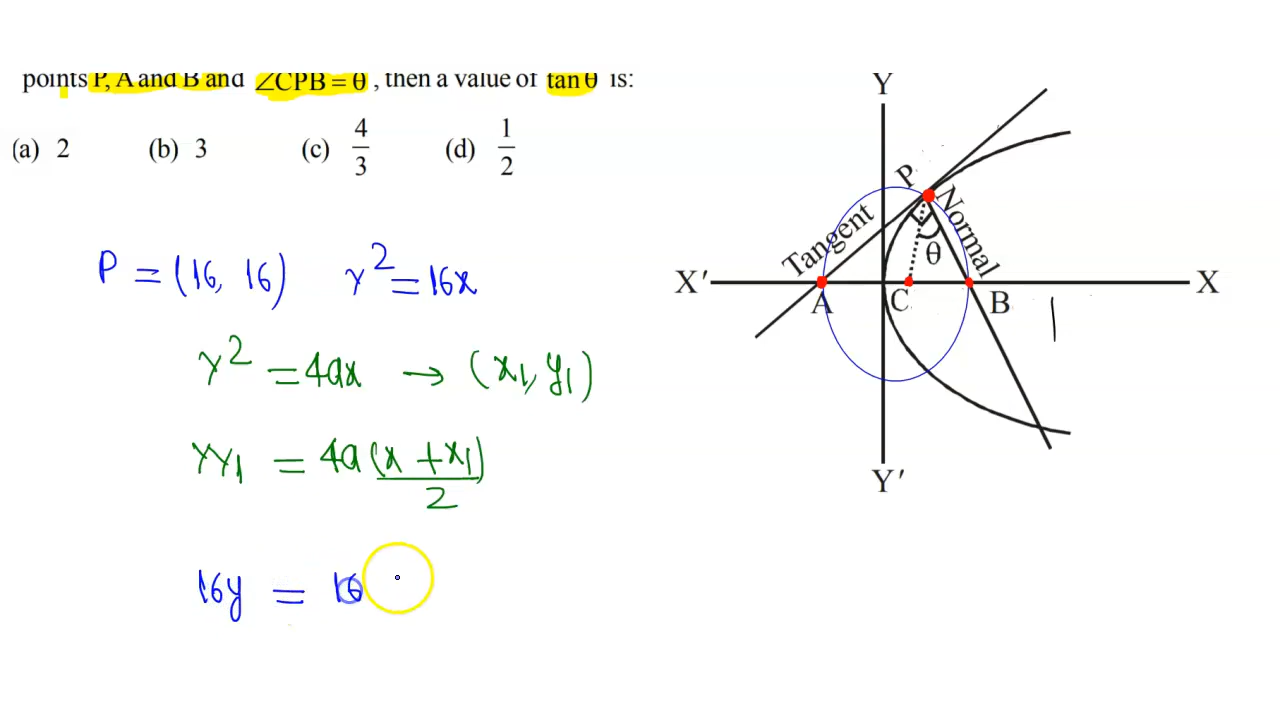 points P, A and B and ∠CPB = θ , then a value of tan θ is:
(a) 2 (b) 3 (c) 4/3 (d) 1/2
P = (16, 16) y² = 16x
y² = 4ax → (x₁, y₁)
yy₁ = 4a (x + x₁)/2
16y = 16
Y
P
Tangent
Normal
θ
X′ A C B X
Y′